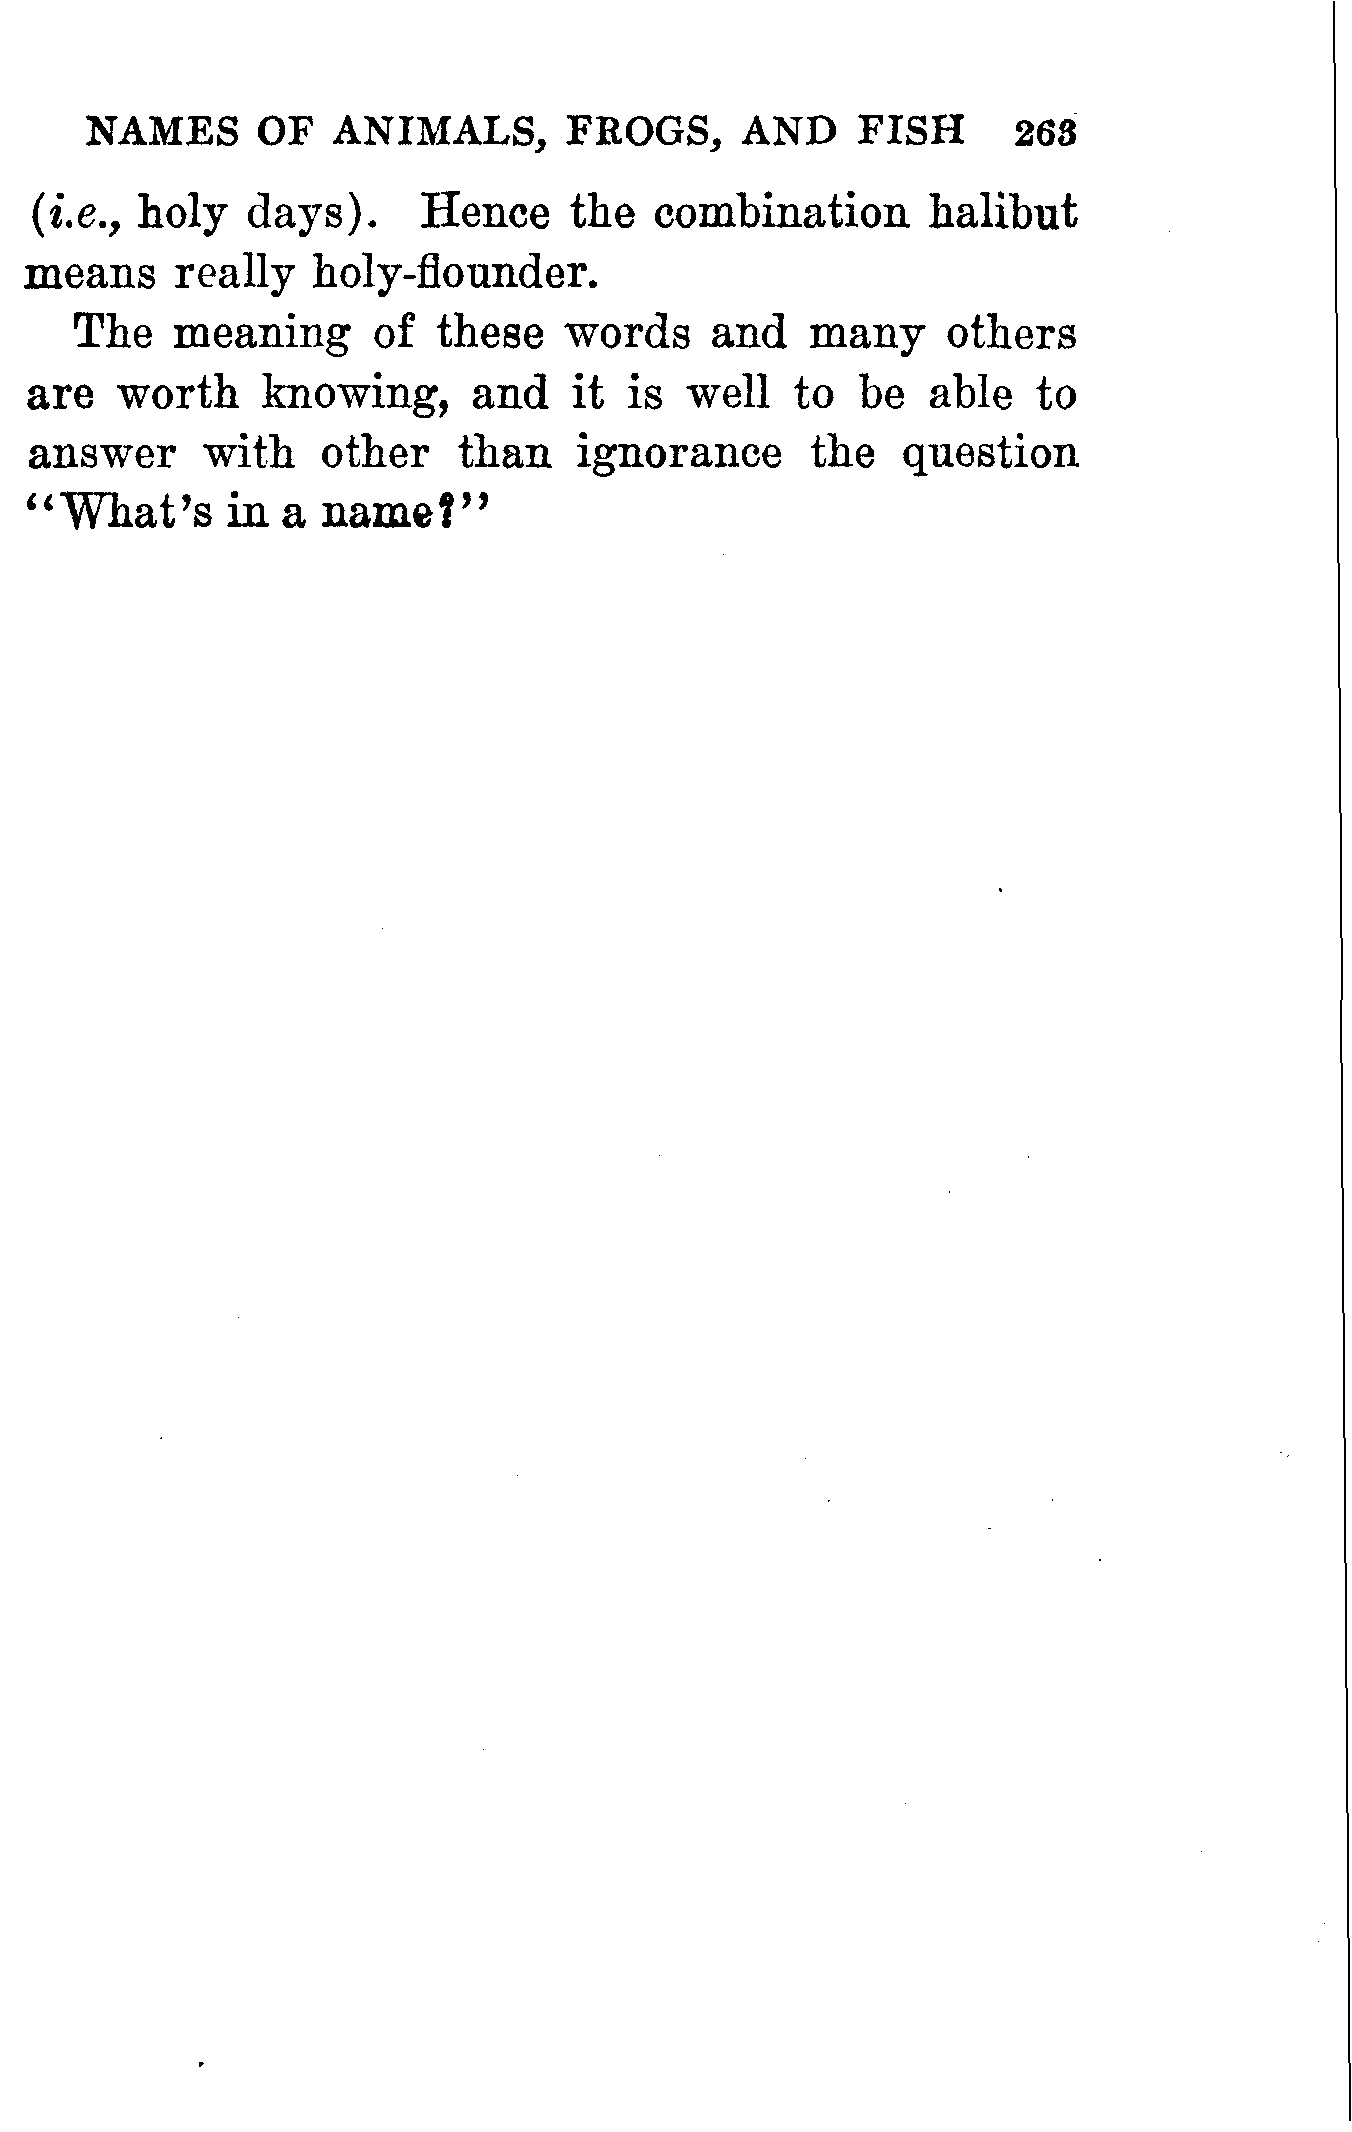 NAMES OF ANIMALS, FROGS, AND FISH 263
(i.e., holy days). Hence the combination halibut
means really holy-flounder.
The meaning of these words and many others
are worth knowing, and it is well to be able to
answer with other than ignorance the question
“What’s in a name?”